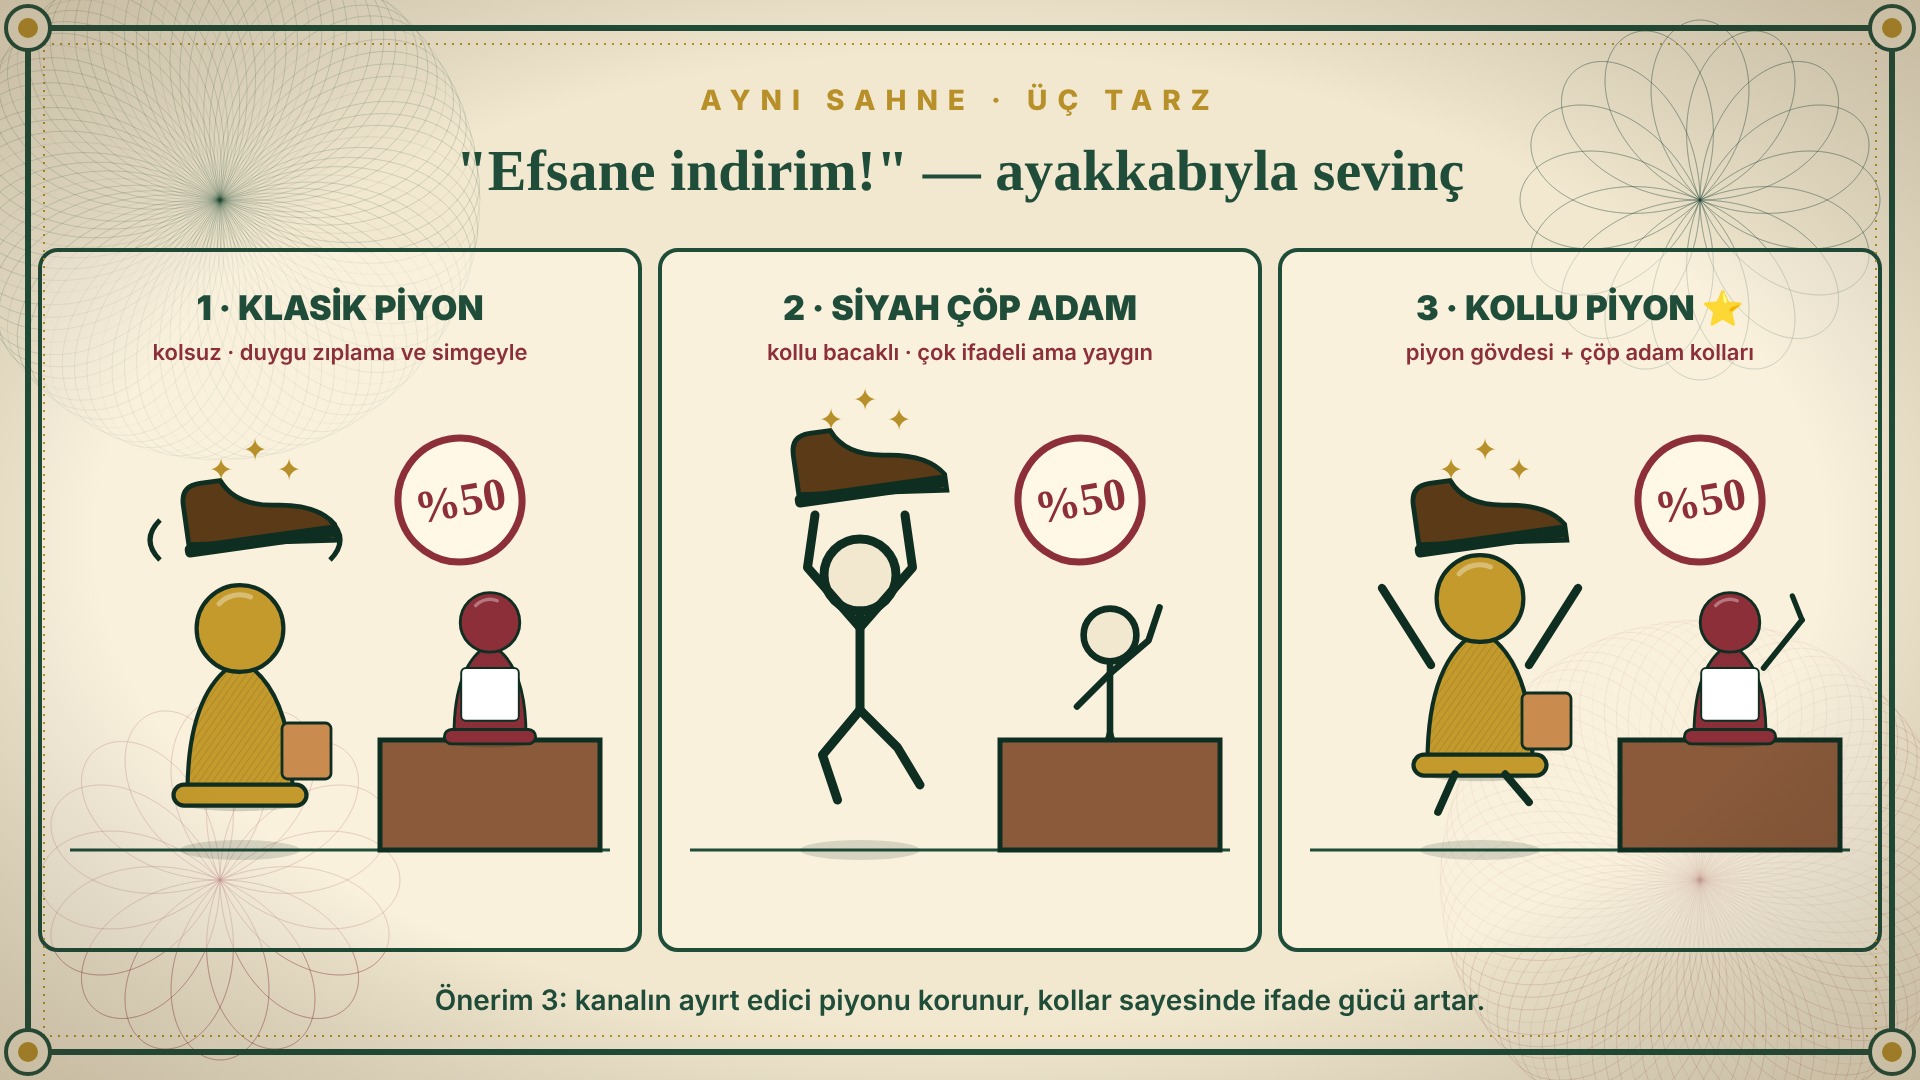 AYNI SAHNE · ÜÇ TARZ
"Efsane indirim!" — ayakkabıyla sevinç
1 · KLASİK PİYON
kolsuz · duygu zıplama ve simgeyle
%50
2 · SİYAH ÇÖP ADAM
kollu bacaklı · çok ifadeli ama yaygın
%50
3 · KOLLU PİYON ⭐
piyon gövdesi + çöp adam kolları
%50
Önerim 3: kanalın ayırt edici piyonu korunur, kollar sayesinde ifade gücü artar.